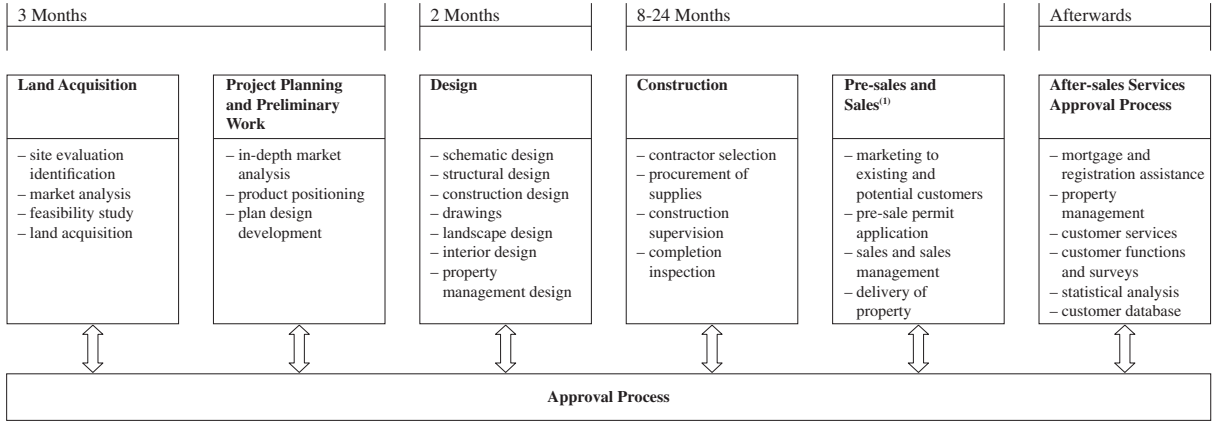 3 Months
2 Months
8-24 Months
Afterwards
Land Acquisition
– site evaluation
identification
– market analysis
– feasibility study
– land acquisition
Project Planning
and Preliminary
Work
– in-depth market
analysis
– product positioning
– plan design
development
Design
– schematic design
– structural design
– construction design
– drawings
– landscape design
– interior design
– property
management design
Construction
– contractor selection
– procurement of
supplies
– construction
supervision
– completion
inspection
Pre-sales and
Sales(1)
– marketing to
existing and
potential customers
– pre-sale permit
application
– sales and sales
management
– delivery of
property
After-sales Services
Approval Process
– mortgage and
registration assistance
– property
management
– customer services
– customer functions
and surveys
– statistical analysis
– customer database
Approval Process